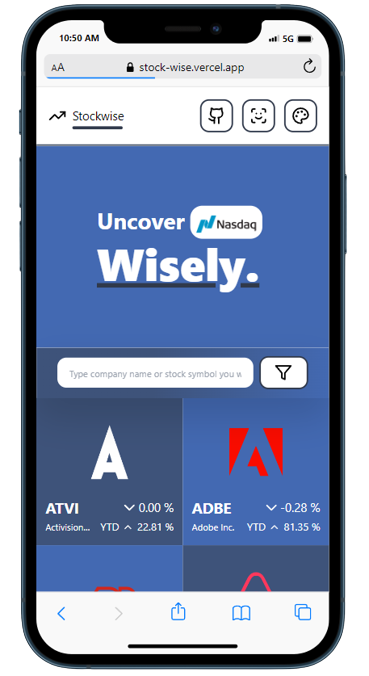 10:50 AM
5G
AA
stock-wise.vercel.app
Stockwise
Uncover Nasdaq
Wisely.
Type company name or stock symbol you w
ATVI 0.00 %
Activision... YTD 22.81 %
ADBE -0.28 %
Adobe Inc. YTD 81.35 %